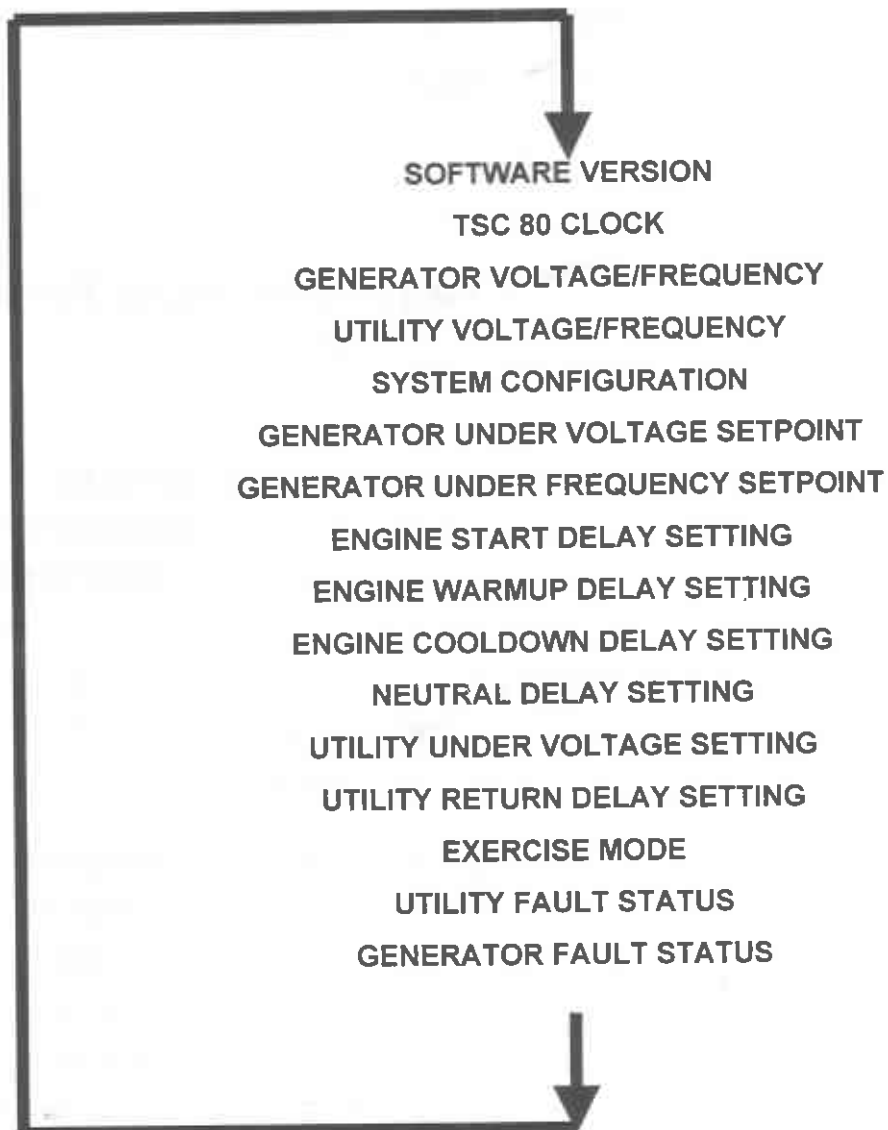 SOFTWARE VERSION
TSC 80 CLOCK
GENERATOR VOLTAGE/FREQUENCY
UTILITY VOLTAGE/FREQUENCY
SYSTEM CONFIGURATION
GENERATOR UNDER VOLTAGE SETPOINT
GENERATOR UNDER FREQUENCY SETPOINT
ENGINE START DELAY SETTING
ENGINE WARMUP DELAY SETTING
ENGINE COOLDOWN DELAY SETTING
NEUTRAL DELAY SETTING
UTILITY UNDER VOLTAGE SETTING
UTILITY RETURN DELAY SETTING
EXERCISE MODE
UTILITY FAULT STATUS
GENERATOR FAULT STATUS